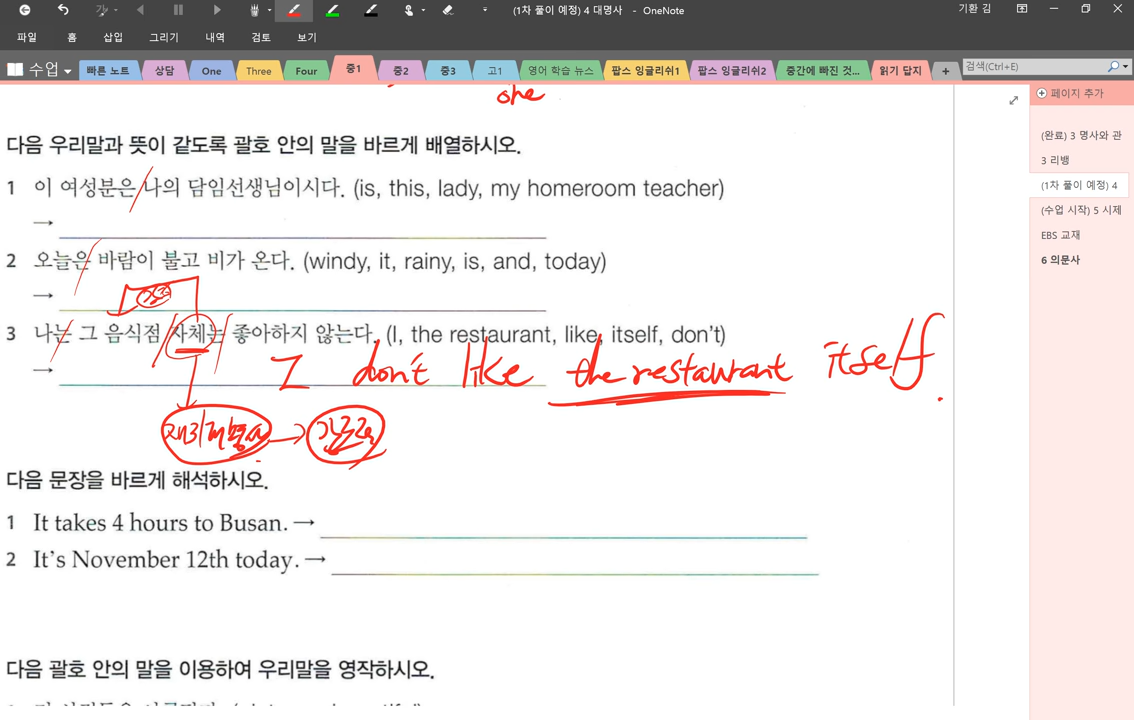 (1차 풀이 예정) 4 대명사 - OneNote
기환 김
파일 홈 삽입 그리기 내역 검토 보기
수업 빠른 노트 상담 One Three Four 중1 중2 중3 고1 영어 학습 뉴스 팝스 잉글리쉬1 팝스 잉글리쉬2 중간에 빠진 것... 읽기 답지 + 검색(Ctrl+E)
페이지 추가
(완료) 3 명사와 관
3 리뱅
(1차 풀이 예정) 4
(수업 시작) 5 시제
EBS 교재
6 의문사
she
다음 우리말과 뜻이 같도록 괄호 안의 말을 바르게 배열하시오.
1 이 여성분은 나의 담임선생님이시다. (is, this, lady, my homeroom teacher)
→
2 오늘은 바람이 불고 비가 온다. (windy, it, rainy, is, and, today)
→
강조
3 나는 그 음식점 자체는 좋아하지 않는다. (I, the restaurant, like, itself, don't)
→ I don't like the restaurant itself.
재귀대명사 → 강조용법
다음 문장을 바르게 해석하시오.
1 It takes 4 hours to Busan. →
2 It's November 12th today. →
다음 괄호 안의 말을 이용하여 우리말을 영작하시오.